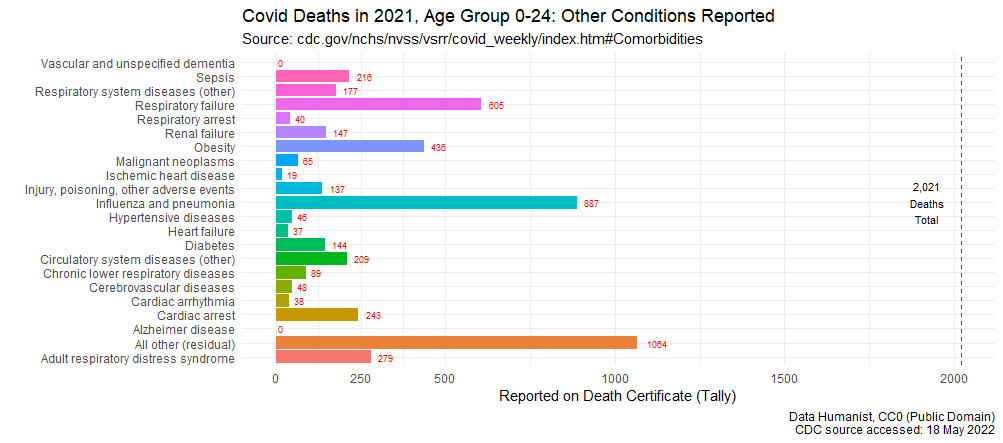 Covid Deaths in 2021, Age Group 0-24: Other Conditions Reported
Source: cdc.gov/nchs/nvss/vsrr/covid_weekly/index.htm#Comorbidities
Vascular and unspecified dementia 0
Sepsis 216
Respiratory system diseases (other) 177
Respiratory failure 605
Respiratory arrest 40
Renal failure 147
Obesity 436
Malignant neoplasms 65
Ischemic heart disease 19
Injury, poisoning, other adverse events 137
Influenza and pneumonia 887
Hypertensive diseases 46
Heart failure 37
Diabetes 144
Circulatory system diseases (other) 209
Chronic lower respiratory diseases 89
Cerebrovascular diseases 48
Cardiac arrhythmia 38
Cardiac arrest 243
Alzheimer disease 0
All other (residual) 1064
Adult respiratory distress syndrome 279
2,021
Deaths
Total
0 250 500 1000 1500 2000
Reported on Death Certificate (Tally)
Data Humanist, CC0 (Public Domain)
CDC source accessed: 18 May 2022